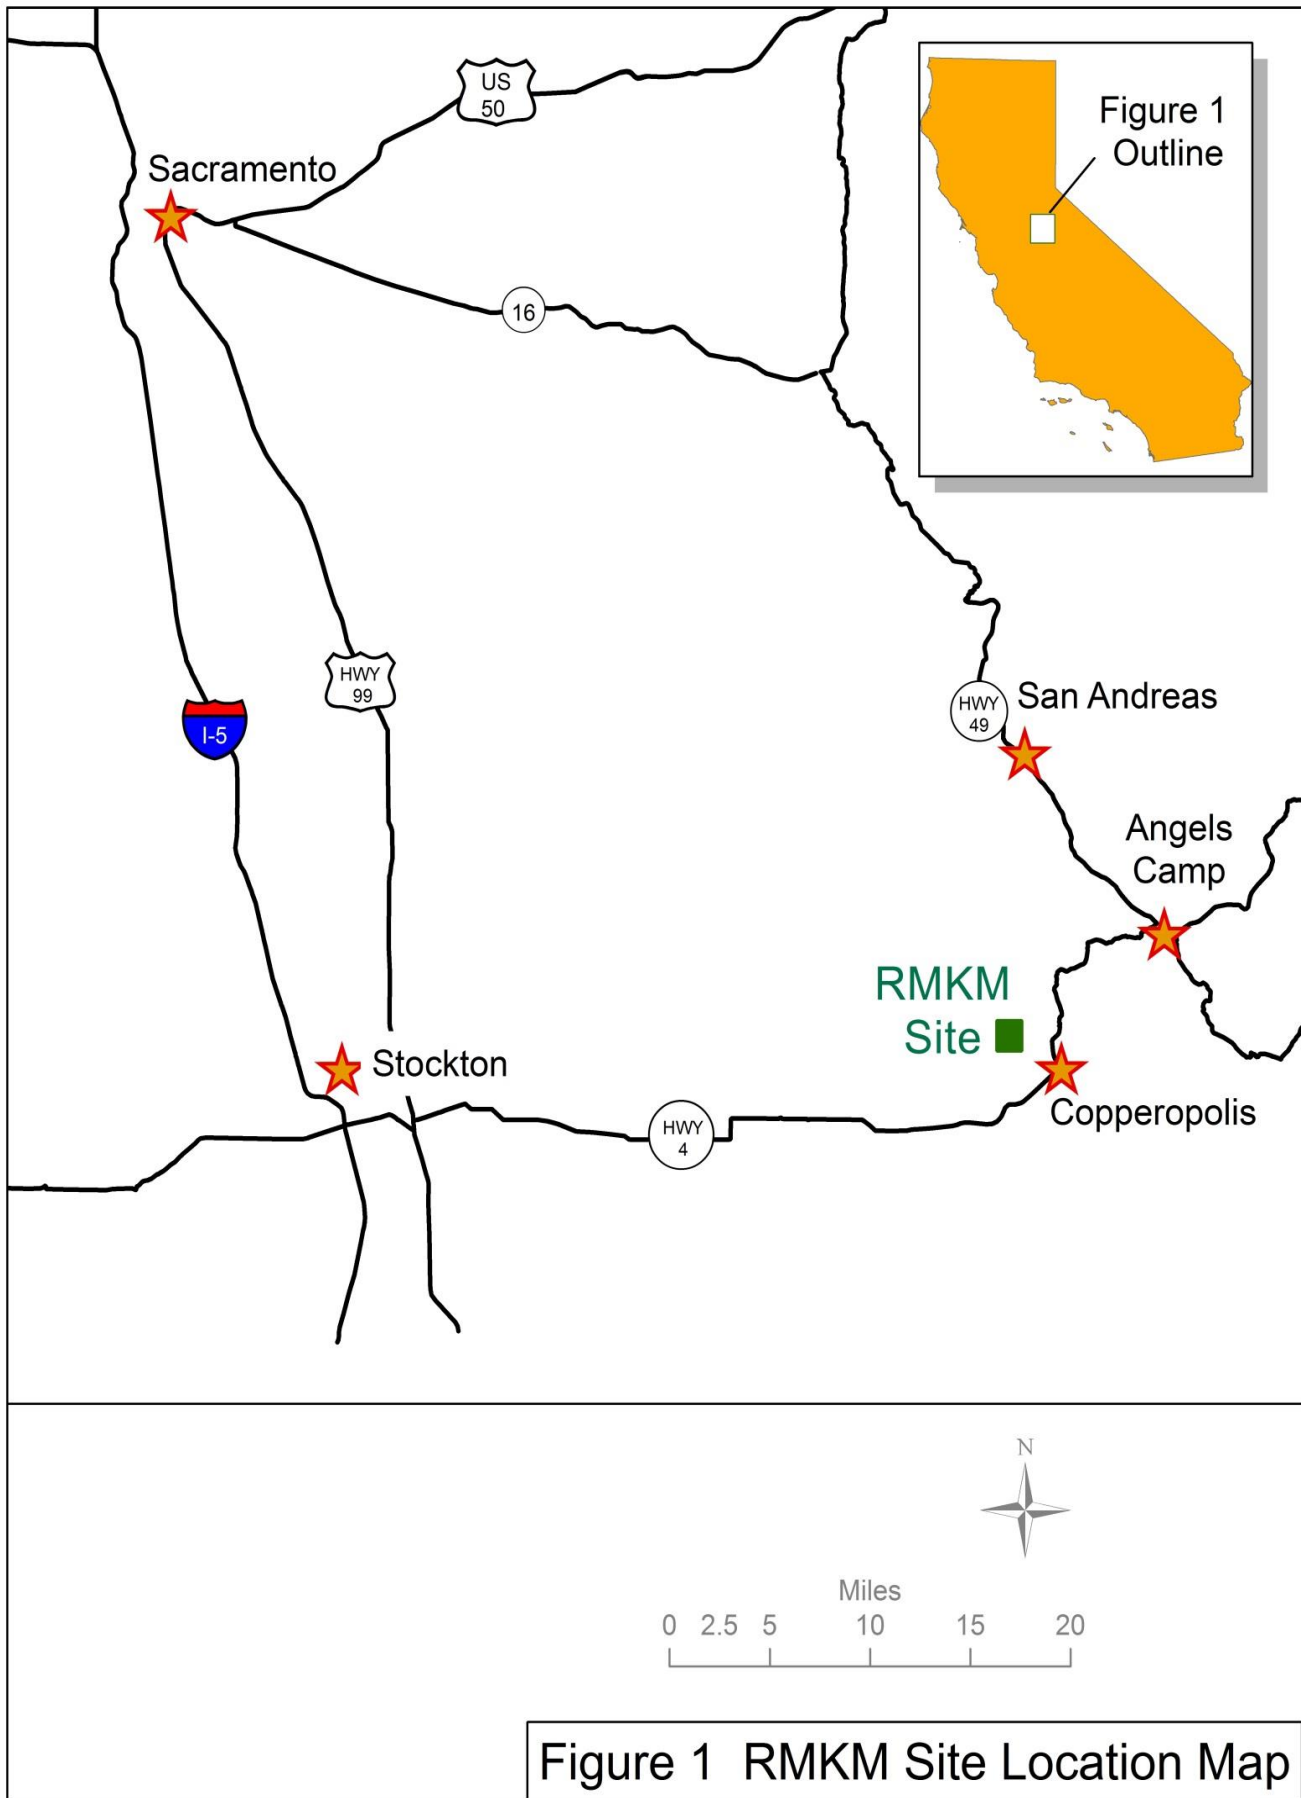 US
50
Figure 1
Outline
Sacramento
16
HWY
99
HWY
49
San Andreas
I-5
Angels
Camp
RMKM
Site
Stockton
Copperopolis
HWY
4
N
Miles
0 2.5 5 10 15 20
Figure 1 RMKM Site Location Map